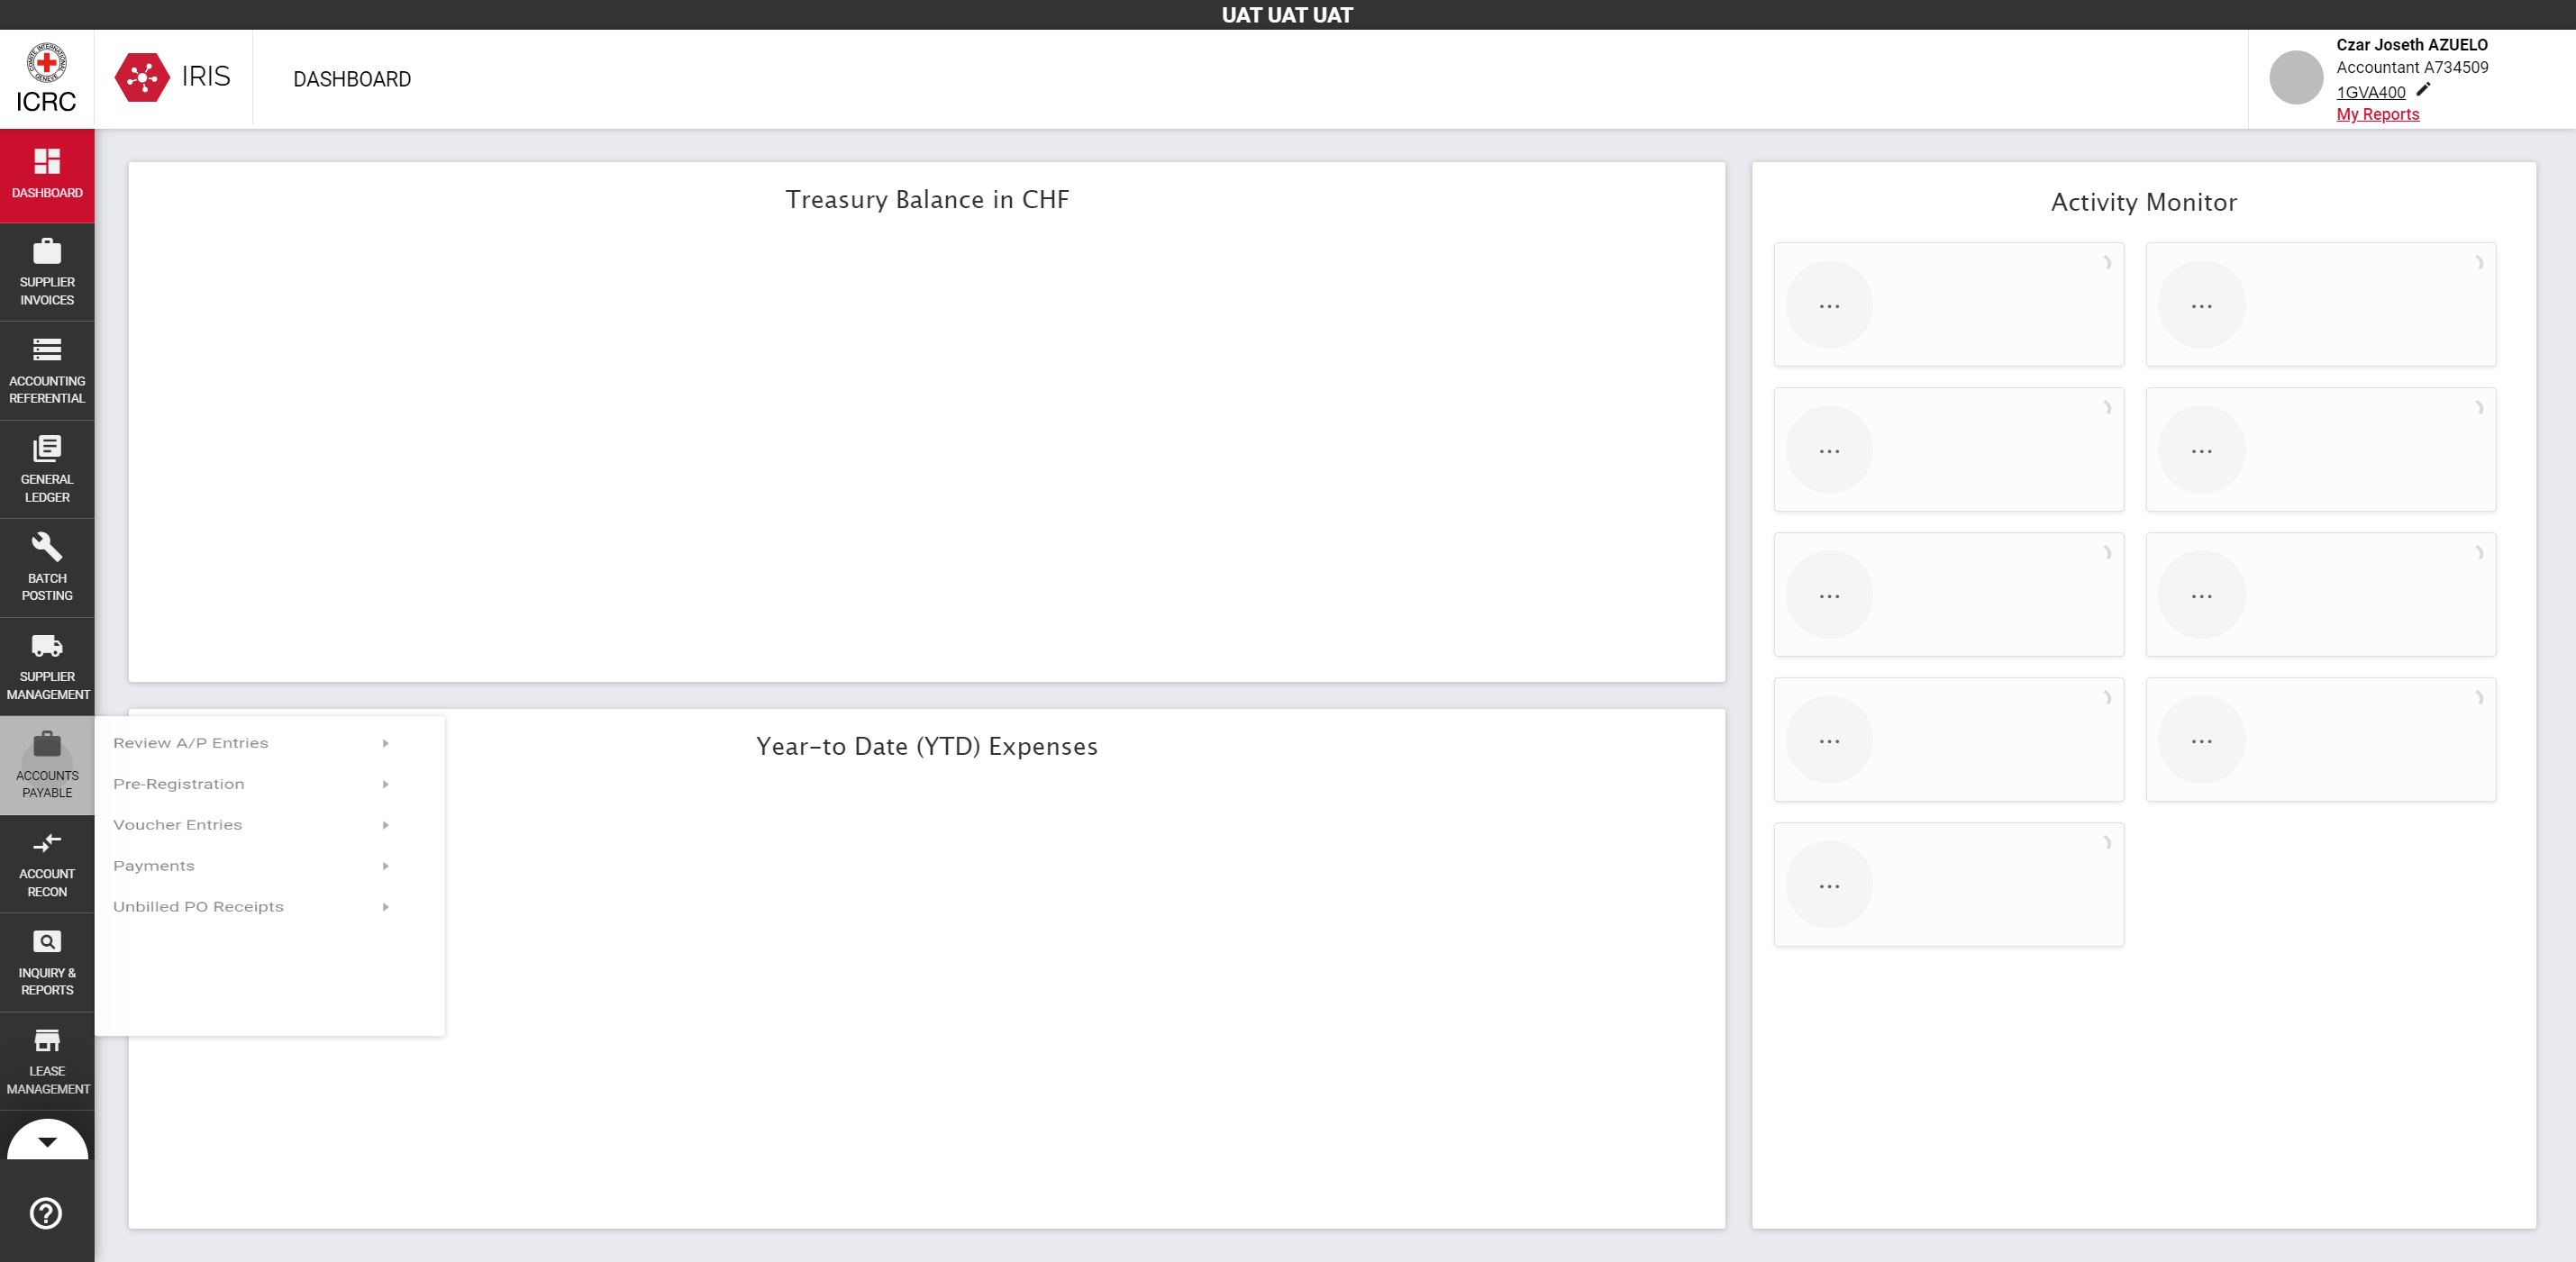 UAT UAT UAT
ICRC
IRIS
DASHBOARD
Czar Joseth AZUELO
Accountant A734509
1GVA400
My Reports
DASHBOARD
SUPPLIER
INVOICES
ACCOUNTING
REFERENTIAL
GENERAL
LEDGER
BATCH
POSTING
SUPPLIER
MANAGEMENT
ACCOUNTS
PAYABLE
ACCOUNT
RECON
INQUIRY &
REPORTS
LEASE
MANAGEMENT
Review A/P Entries
Pre-Registration
Voucher Entries
Payments
Unbilled PO Receipts
Treasury Balance in CHF
Year-to Date (YTD) Expenses
Activity Monitor
...
...
...
...
...
...
...
...
...